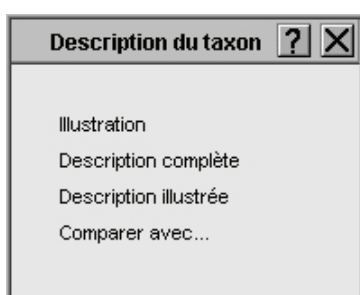 Description du taxon ?
Illustration
Description complète
Description illustrée
Comparer avec...